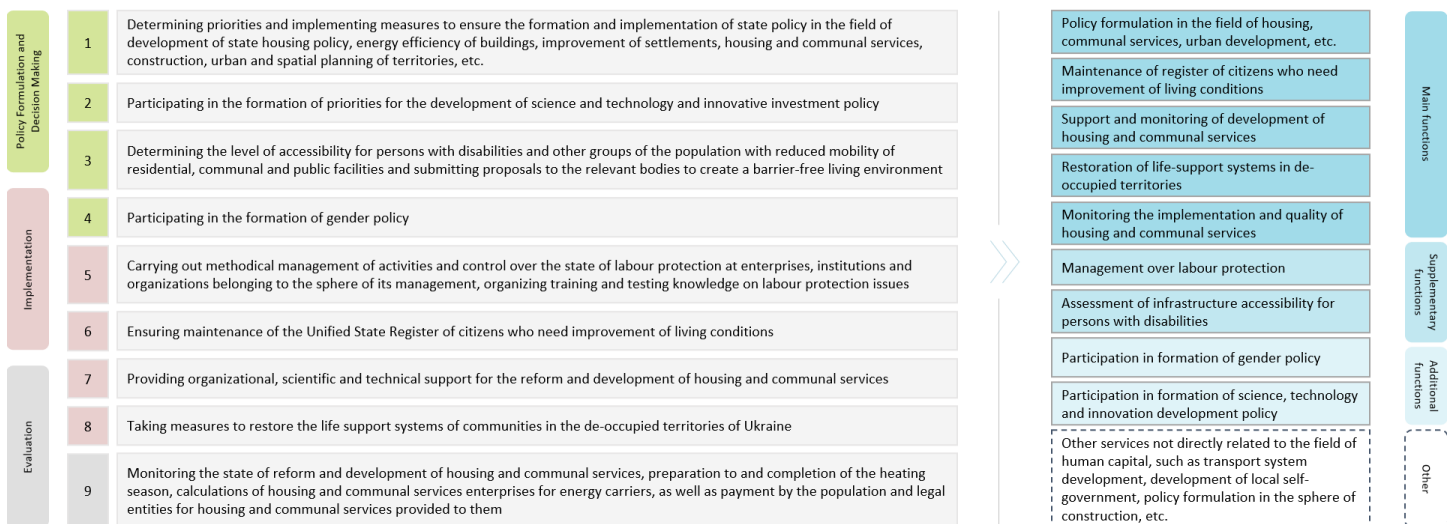 Policy Formulation and
Decision Making
1
Determining priorities and implementing measures to ensure the formation and implementation of state policy in the field of
development of state housing policy, energy efficiency of buildings, improvement of settlements, housing and communal services,
construction, urban and spatial planning of territories, etc.
2
Participating in the formation of priorities for the development of science and technology and innovative investment policy
3
Determining the level of accessibility for persons with disabilities and other groups of the population with reduced mobility of
residential, communal and public facilities and submitting proposals to the relevant bodies to create a barrier-free living environment
4
Participating in the formation of gender policy
Implementation
5
Carrying out methodical management of activities and control over the state of labour protection at enterprises, institutions and
organizations belonging to the sphere of its management, organizing training and testing knowledge on labour protection issues
6
Ensuring maintenance of the Unified State Register of citizens who need improvement of living conditions
7
Providing organizational, scientific and technical support for the reform and development of housing and communal services
8
Taking measures to restore the life support systems of communities in the de-occupied territories of Ukraine
Evaluation
9
Monitoring the state of reform and development of housing and communal services, preparation to and completion of the heating
season, calculations of housing and communal services enterprises for energy carriers, as well as payment by the population and legal
entities for housing and communal services provided to them
Policy formulation in the field of housing,
communal services, urban development, etc.
Maintenance of register of citizens who need
improvement of living conditions
Support and monitoring of development of
housing and communal services
Restoration of life-support systems in de-
occupied territories
Monitoring the implementation and quality of
housing and communal services
Main functions
Management over labour protection
Assessment of infrastructure accessibility for
persons with disabilities
Supplementary
functions
Participation in formation of gender policy
Participation in formation of science, technology
and innovation development policy
Additional
functions
Other services not directly related to the field of
human capital, such as transport system
development, development of local self-
government, policy formulation in the sphere of
construction, etc.
Other